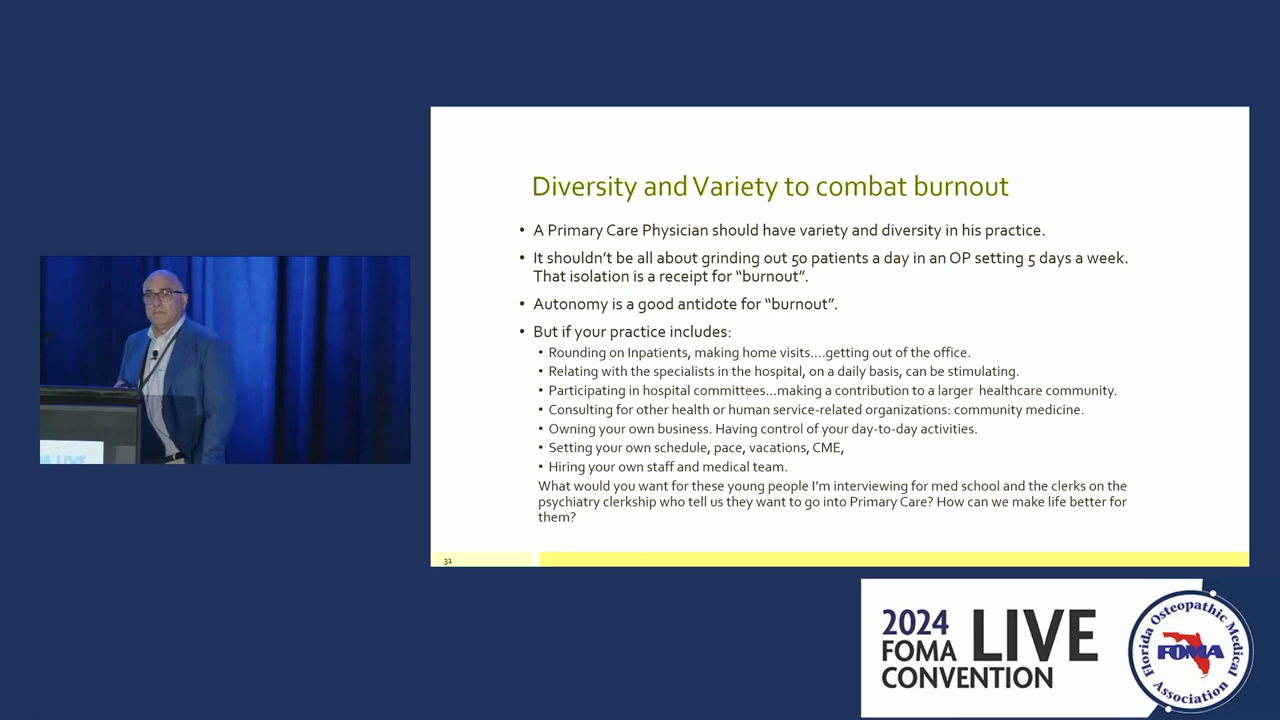 Diversity and Variety to combat burnout
• A Primary Care Physician should have variety and diversity in his practice.
• It shouldn't be all about grinding out 50 patients a day in an OP setting 5 days a week.
That isolation is a receipt for “burnout”.
• Autonomy is a good antidote for “burnout”.
• But if your practice includes:
• Rounding on Inpatients, making home visits....getting out of the office.
• Relating with the specialists in the hospital, on a daily basis, can be stimulating.
• Participating in hospital committees...making a contribution to a larger healthcare community.
• Consulting for other health or human service-related organizations: community medicine.
• Owning your own business. Having control of your day-to-day activities.
• Setting your own schedule, pace, vacations, CME,
• Hiring your own staff and medical team.
What would you want for these young people I'm interviewing for med school and the clerks on the
psychiatry clerkship who tell us they want to go into Primary Care? How can we make life better for
them?
31
LIVE
2024
FOMA
CONVENTION
LIVE
Florida Osteopathic Medical
FOMA
Association